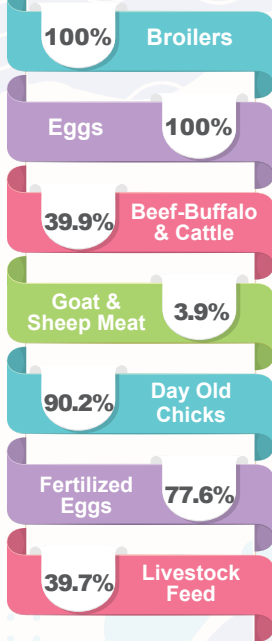 100% Broilers
Eggs 100%
39.9% Beef-Buffalo
& Cattle
Goat &
Sheep Meat 3.9%
90.2% Day Old
Chicks
Fertilized
Eggs 77.6%
39.7% Livestock
Feed